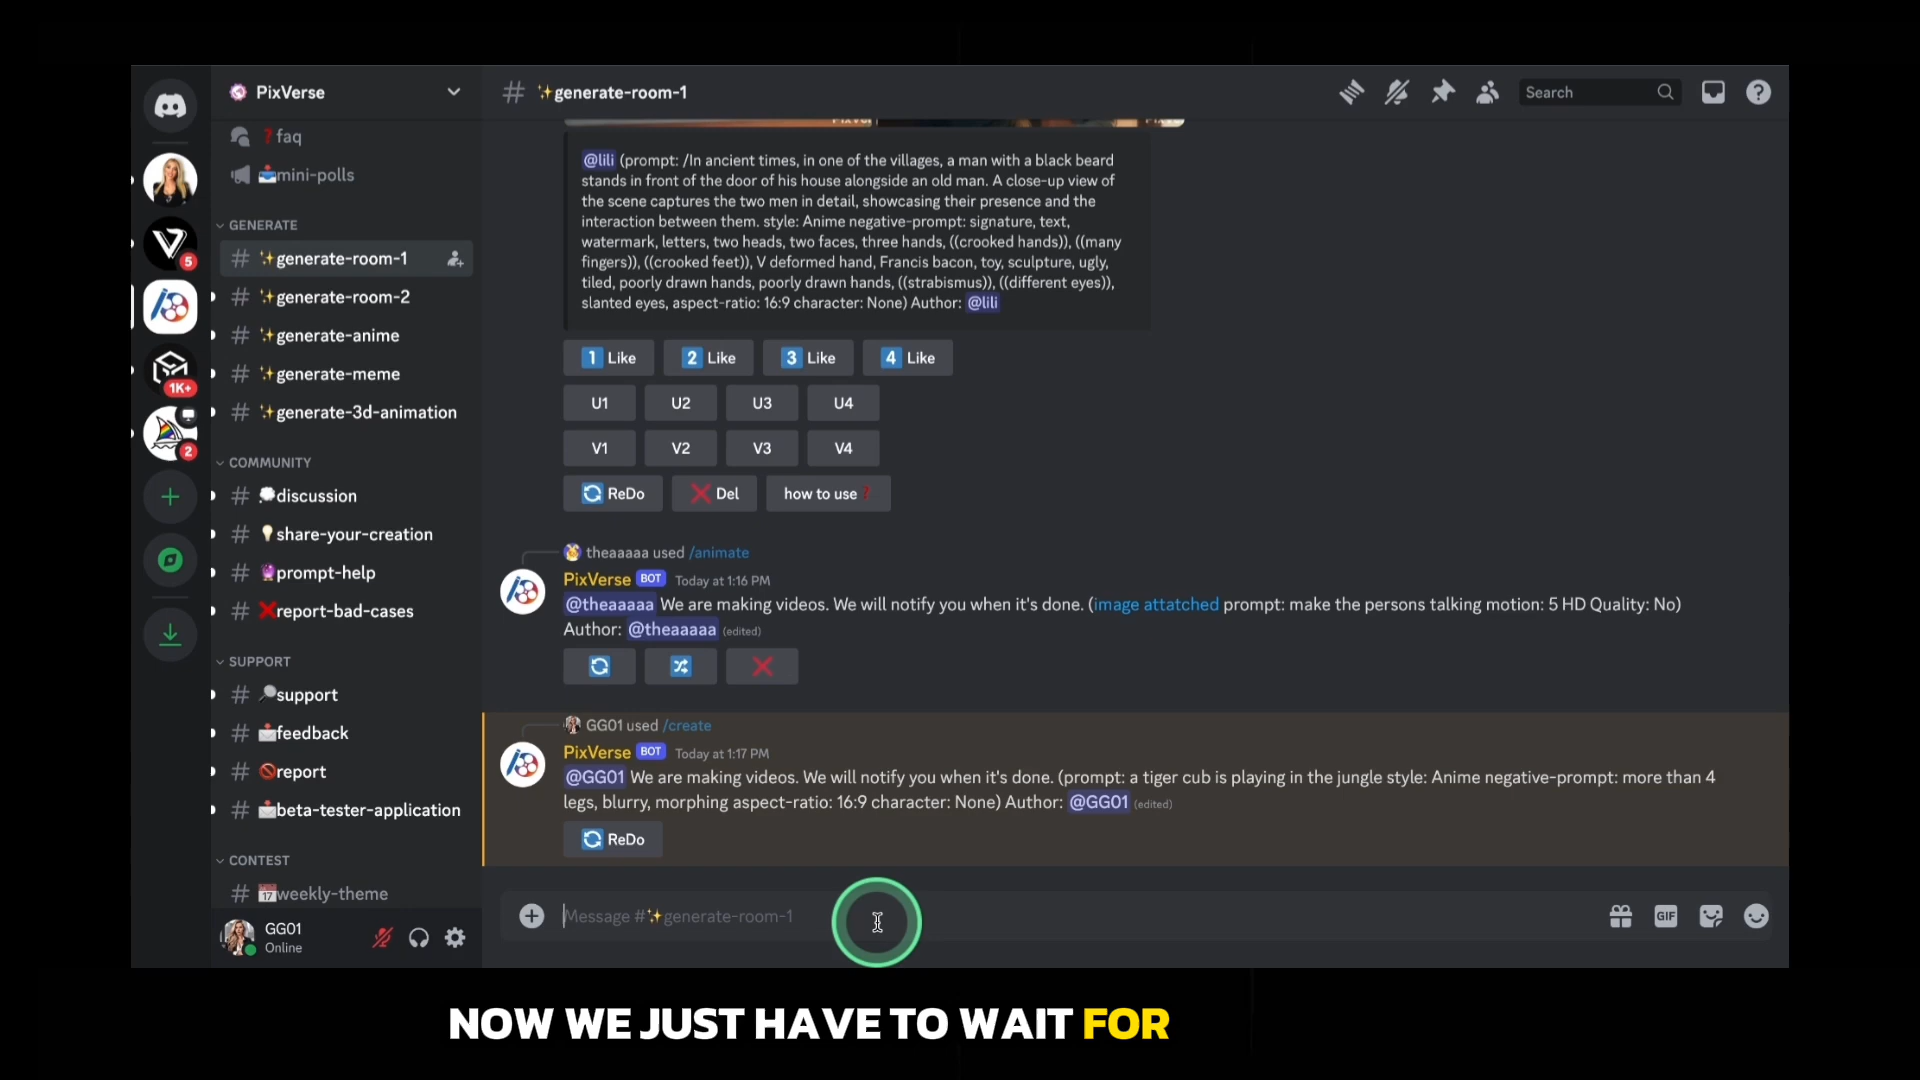 PixVerse
✨generate-room-1
Search
❓faq
📩mini-polls
GENERATE
✨generate-room-1
✨generate-room-2
✨generate-anime
✨generate-meme
✨generate-3d-animation
COMMUNITY
💭discussion
💡share-your-creation
🔮prompt-help
❌report-bad-cases
SUPPORT
🔎support
📩feedback
🚫report
📩beta-tester-application
CONTEST
📅weekly-theme
5
1K+
2
GG01
Online
@lili (prompt: /In ancient times, in one of the villages, a man with a black beard
stands in front of the door of his house alongside an old man. A close-up view of
the scene captures the two men in detail, showcasing their presence and the
interaction between them. style: Anime negative-prompt: signature, text,
watermark, letters, two heads, two faces, three hands, ((crooked hands)), ((many
fingers)), ((crooked feet)), V deformed hand, Francis bacon, toy, sculpture, ugly,
tiled, poorly drawn hands, poorly drawn hands, ((strabismus)), ((different eyes)),
slanted eyes, aspect-ratio: 16:9 character: None) Author: @lili
1 Like 2 Like 3 Like 4 Like
U1 U2 U3 U4
V1 V2 V3 V4
ReDo Del how to use❓
theaaaaa used /animate
PixVerse BOT Today at 1:16 PM
@theaaaaa We are making videos. We will notify you when it's done. (image attatched prompt: make the persons talking motion: 5 HD Quality: No)
Author: @theaaaaa (edited)
GG01 used /create
PixVerse BOT Today at 1:17 PM
@GG01 We are making videos. We will notify you when it's done. (prompt: a tiger cub is playing in the jungle style: Anime negative-prompt: more than 4
legs, blurry, morphing aspect-ratio: 16:9 character: None) Author: @GG01 (edited)
ReDo
Message #✨generate-room-1
GIF
NOW WE JUST HAVE TO WAIT FOR